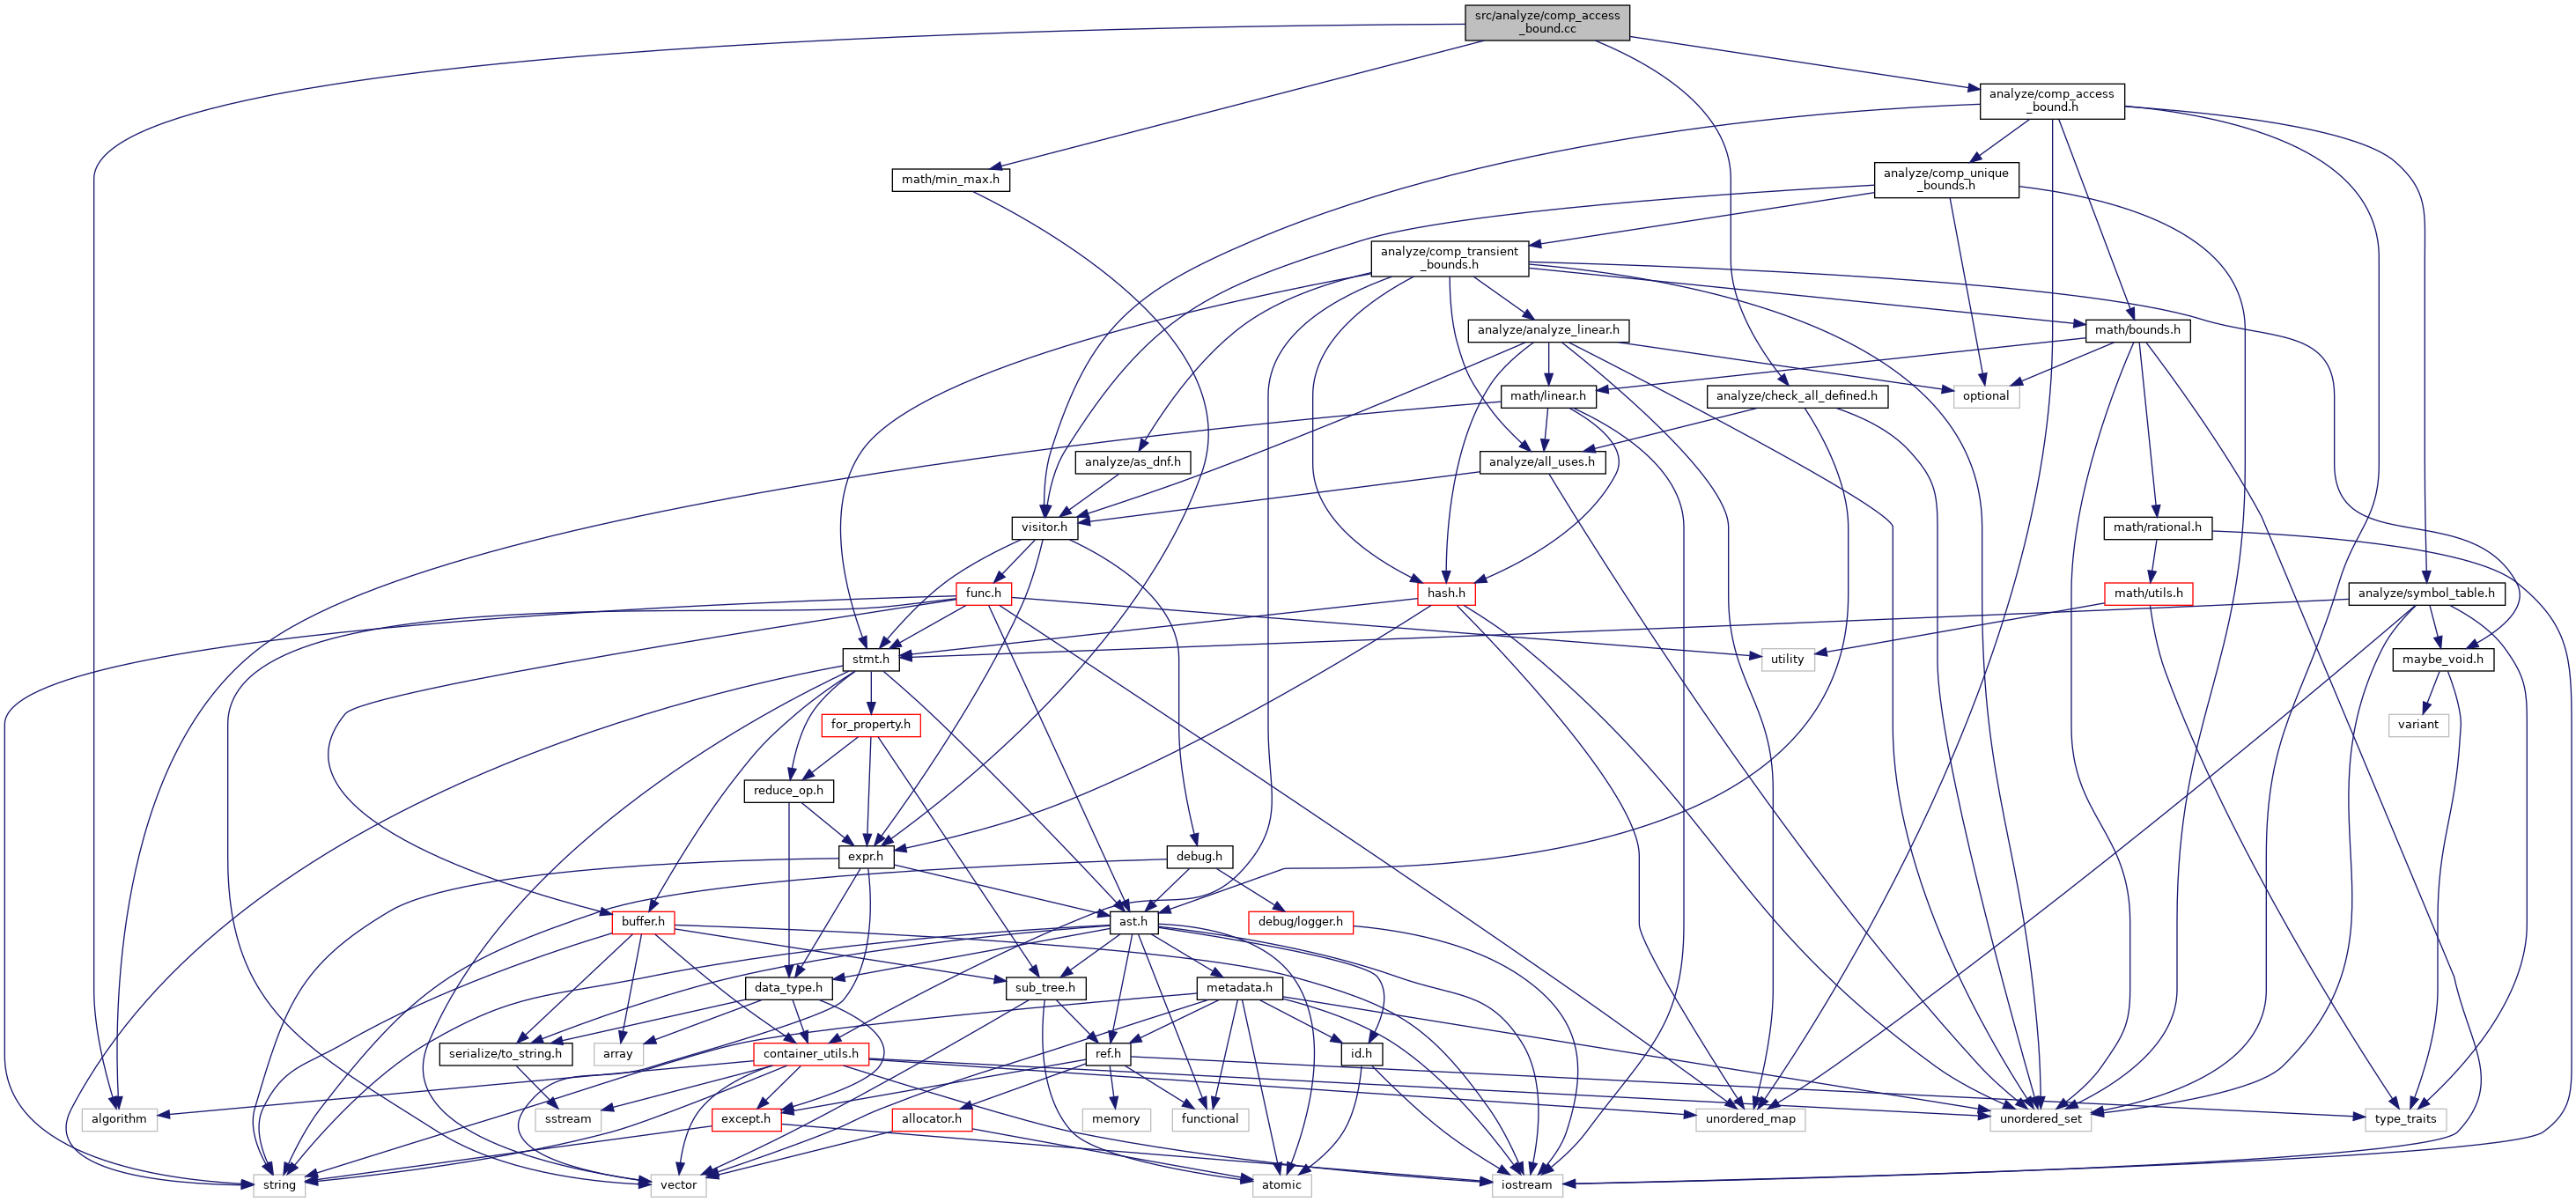 src/analyze/comp_access
_bound.cc
analyze/comp_access
_bound.h
math/min_max.h
analyze/comp_unique
_bounds.h
analyze/comp_transient
_bounds.h
analyze/analyze_linear.h
math/bounds.h
math/linear.h
analyze/check_all_defined.h
optional
analyze/as_dnf.h
analyze/all_uses.h
visitor.h
math/rational.h
func.h
hash.h
math/utils.h
analyze/symbol_table.h
stmt.h
utility
maybe_void.h
for_property.h
variant
reduce_op.h
expr.h
debug.h
buffer.h
ast.h
debug/logger.h
data_type.h
sub_tree.h
metadata.h
serialize/to_string.h
array
container_utils.h
ref.h
id.h
algorithm
sstream
except.h
allocator.h
memory
functional
unordered_map
unordered_set
type_traits
string
vector
atomic
iostream